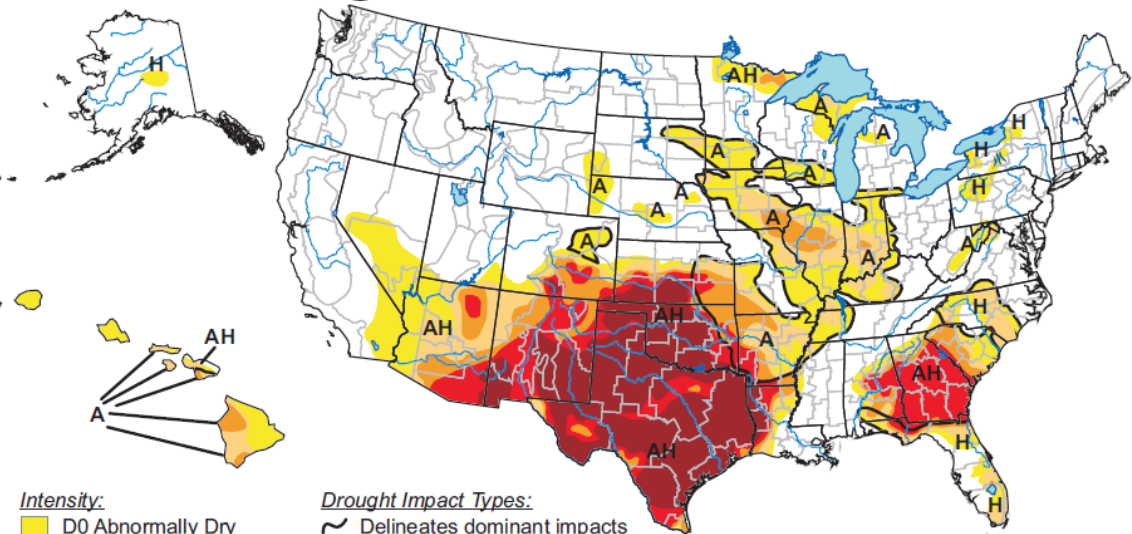 H
AH
A
A
H
A
H
A
A
H
A
A
A
A
A
A
H
AH
AH
AH
A
A
AH
AH
H
H
Intensity:
D0 Abnormally Dry
Drought Impact Types:
Delineates dominant impacts